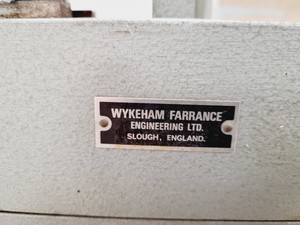 WYKEHAM FARRANCE
ENGINEERING LTD.
SLOUGH, ENGLAND.